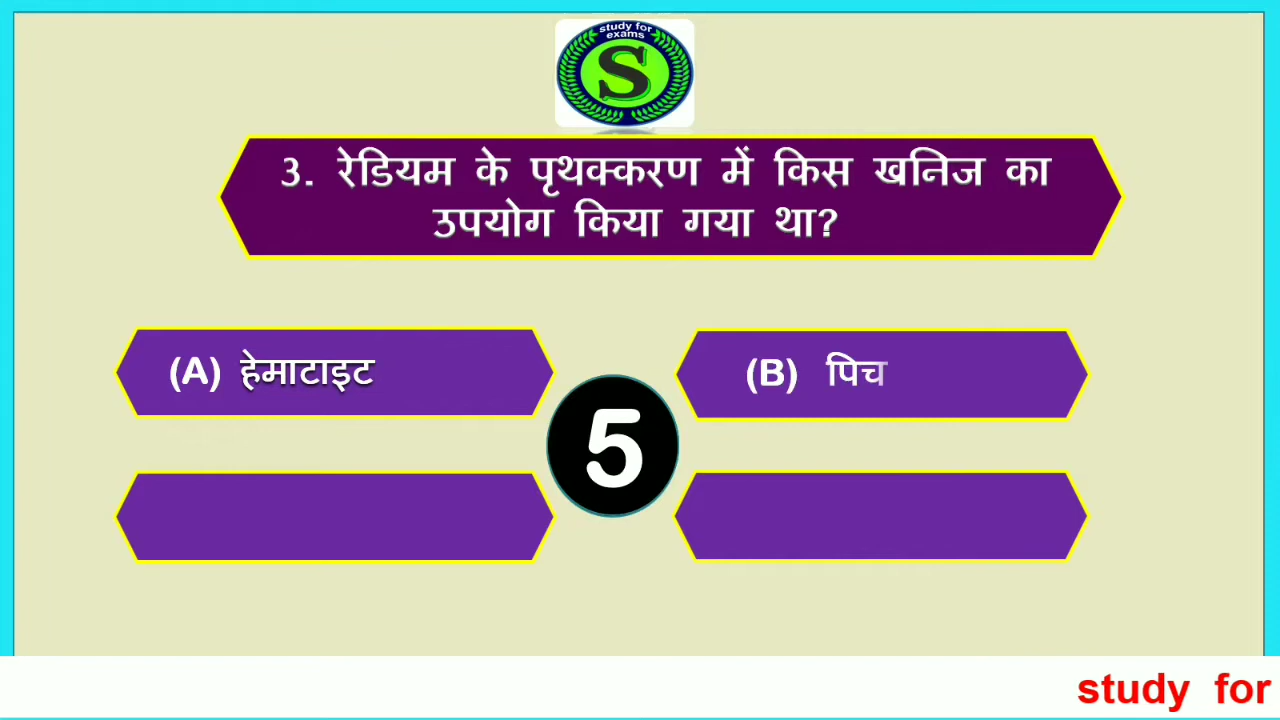 study for
exams
S
3. रेडियम के पृथक्करण में किस खनिज का
उपयोग किया गया था?
(A) हेमाटाइट
(B) पिच
5
study for